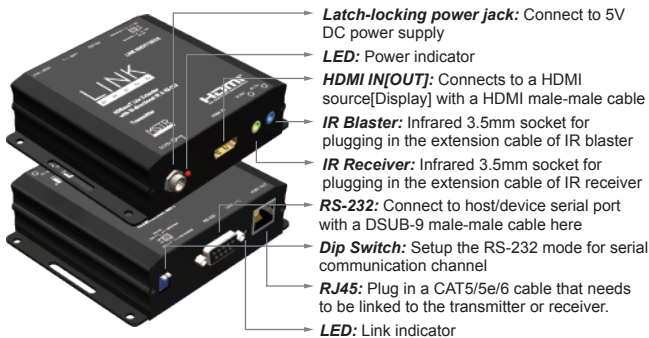 Latch-locking power jack: Connect to 5V
DC power supply
LED: Power indicator
HDMI IN[OUT]: Connects to a HDMI
source[Display] with a HDMI male-male cable
IR Blaster: Infrared 3.5mm socket for
plugging in the extension cable of IR blaster
IR Receiver: Infrared 3.5mm socket for
plugging in the extension cable of IR receiver
RS-232: Connect to host/device serial port
with a DSUB-9 male-male cable here
Dip Switch: Setup the RS-232 mode for serial
communication channel
RJ45: Plug in a CAT5/5e/6 cable that needs
to be linked to the transmitter or receiver.
LED: Link indicator
LINK
HDMI
Transmitter